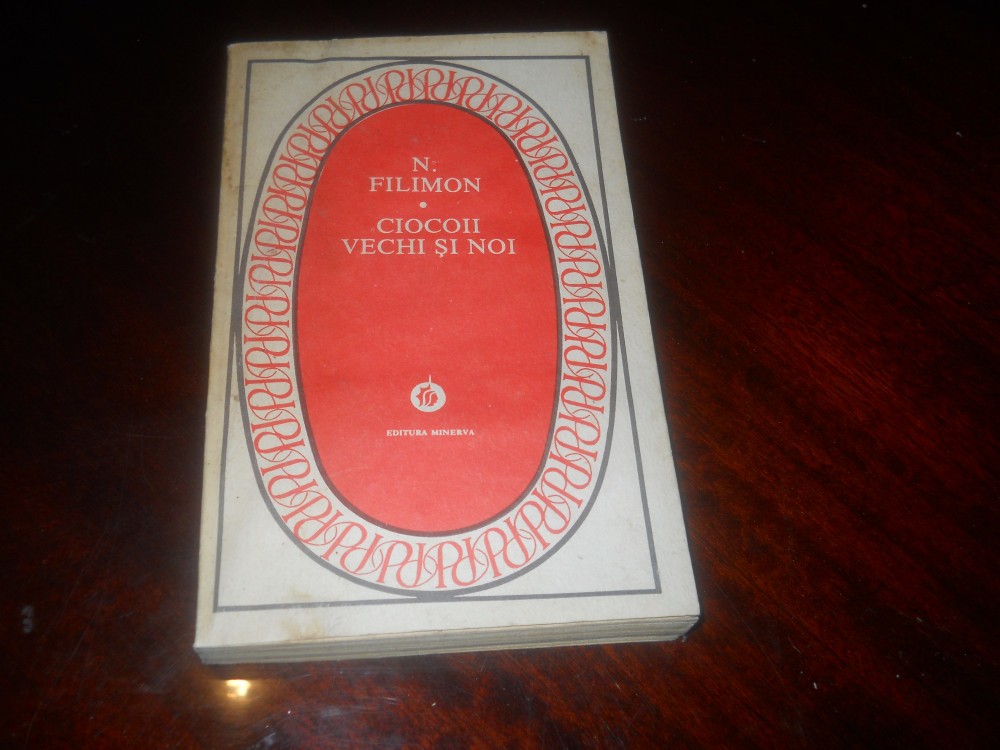 N.
FILIMON
•
CIOCOII
VECHI ŞI NOI
EDITURA MINERVA